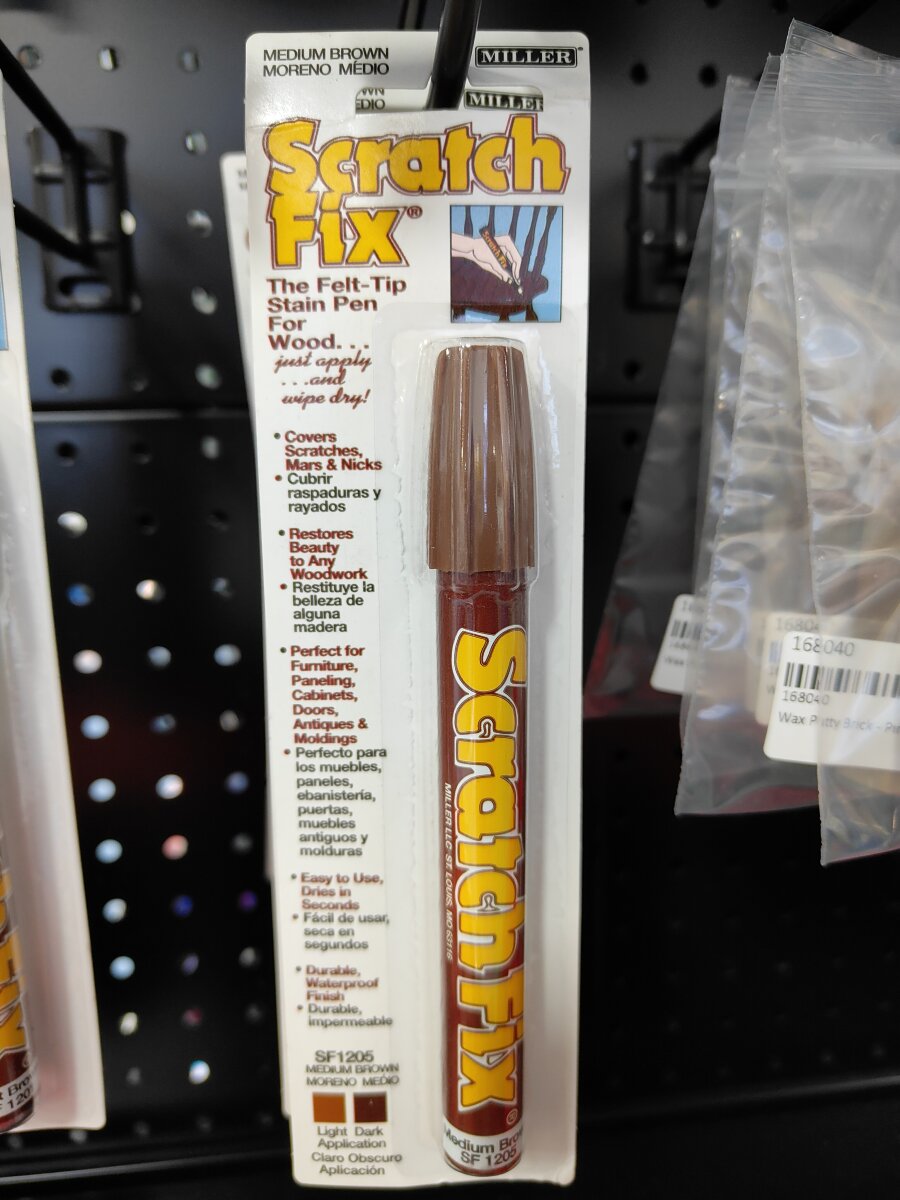 MEDIUM BROWN
MORENO MÉDIO
MILLER®
MILLER
Scratch
Fix®
The Felt-Tip
Stain Pen
For
Wood...
just apply
...and
wipe dry!
• Covers
Scratches,
Mars & Nicks
• Cubrir
raspaduras y
rayados
• Restores
Beauty
to Any
Woodwork
• Restituye la
belleza de
alguna
madera
• Perfect for
Furniture,
Paneling,
Cabinets,
Doors,
Antiques &
Moldings
• Perfecto para
los muebles,
paneles,
ebanistería,
puertas,
muebles
antiguos y
molduras
• Easy to Use,
Dries in
Seconds
• Fácil de usar,
seca en
segundos
• Durable,
Waterproof
Finish
• Durable,
impermeable
SF1205
MEDIUM BROWN
MORENO MEDIO
Light Dark
Application
Claro Obscuro
Aplicación
Scratch Fix®
MILLER LLC ST. LOUIS, MO 63116
Medium Bro
SF 1205
168040
168040
Wax Putty Brick -